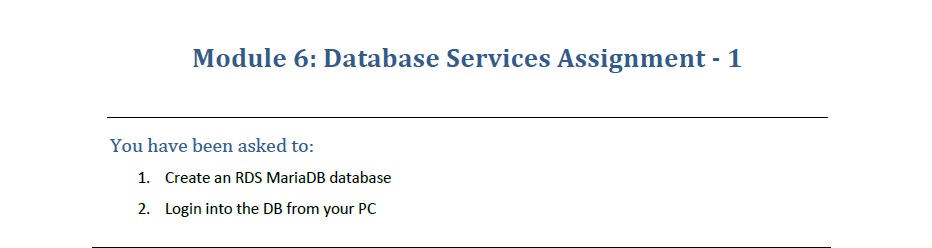 Module 6: Database Services Assignment - 1
You have been asked to:
1. Create an RDS MariaDB database
2. Login into the DB from your PC